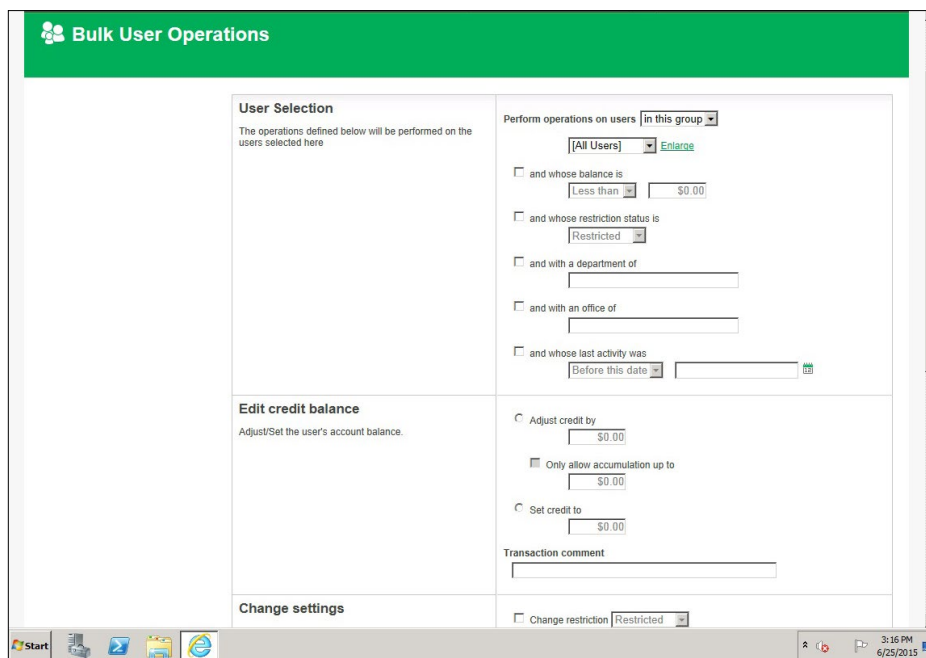 Bulk User Operations
User Selection
The operations defined below will be performed on the
users selected here
Perform operations on users in this group
[All Users] Enlarge
and whose balance is
Less than $0.00
and whose restriction status is
Restricted
and with a department of
and with an office of
and whose last activity was
Before this date
12
Edit credit balance
Adjust/Set the user's account balance.
Adjust credit by
$0.00
Only allow accumulation up to
$0.00
Set credit to
$0.00
Transaction comment
Change settings
Change restriction Restricted
Start
3:16 PM
6/25/2015